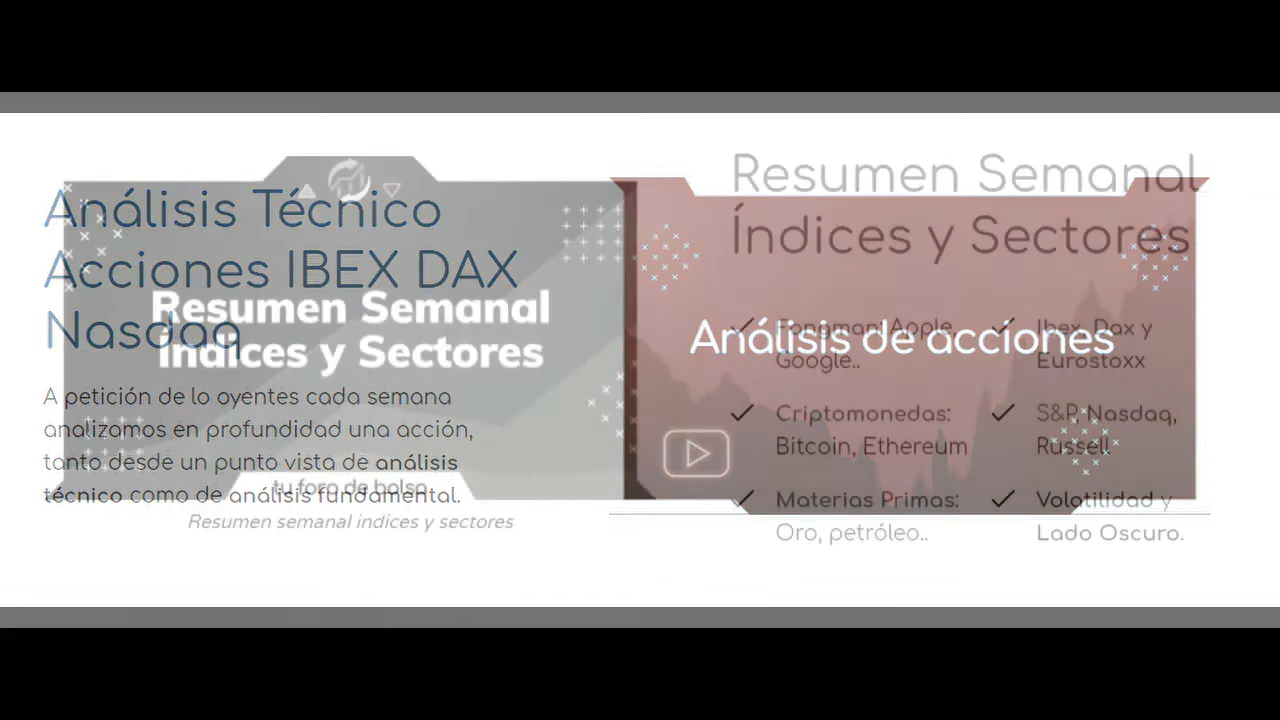 Análisis Técnico
Acciones IBEX DAX
Nasdaq
A petición de lo oyentes cada semana
analizamos en profundidad una acción,
tanto desde un punto vista de análisis
técnico como de análisis fundamental.
Resumen Semanal
índices y Sectores
tu foro de bolsa
Resumen semanal indices y sectores
Resumen Semanal
Índices y Sectores
Análisis de acciones
Fangman: Apple,
Google..
Criptomonedas:
Bitcoin, Ethereum
Materias Primas:
Oro, petróleo..
Ibex, Dax y
Eurostoxx
S&P, Nasdaq,
Russell
Volatilidad y
Lado Oscuro.